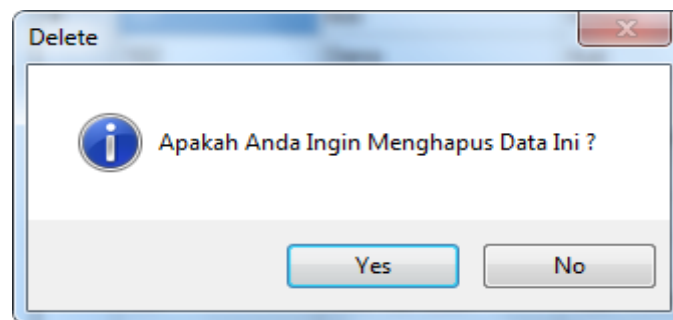 Delete
Apakah Anda Ingin Menghapus Data Ini ?
Yes No